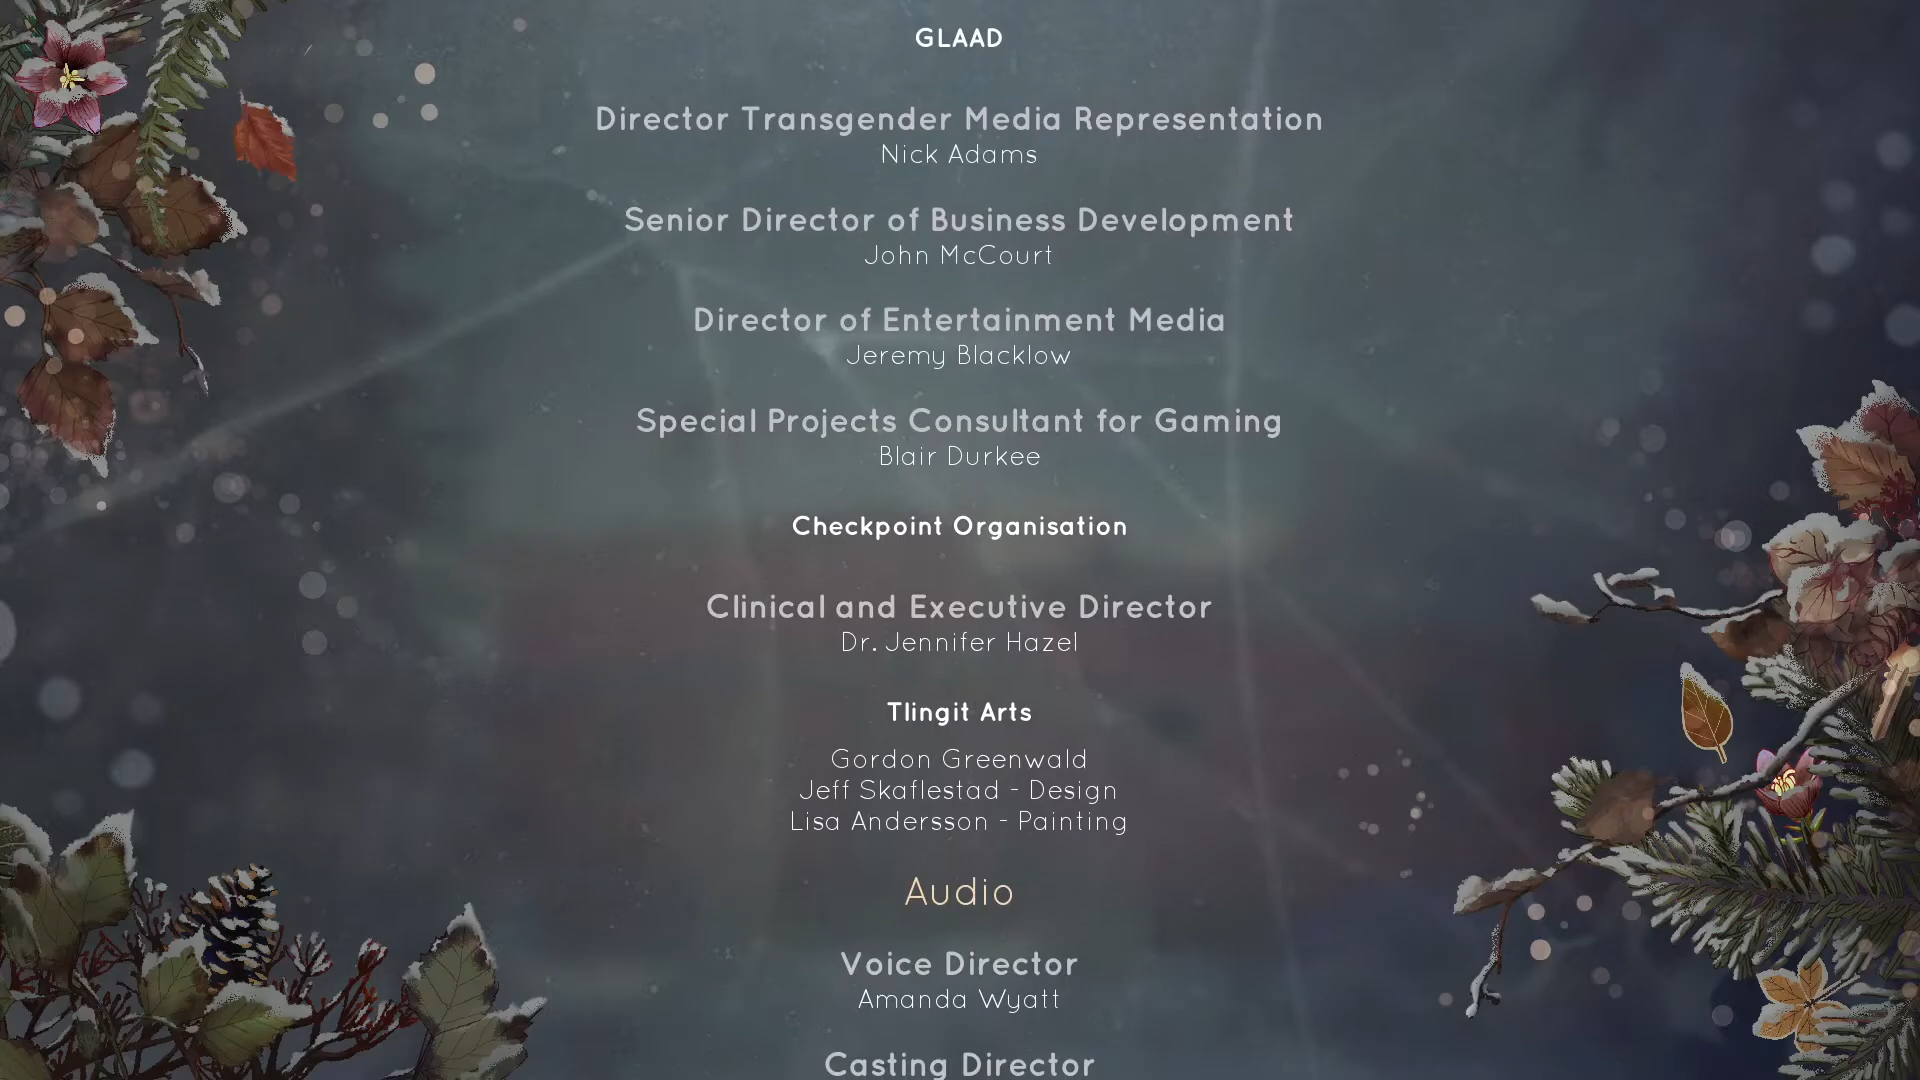 GLAAD
Director Transgender Media Representation
Nick Adams
Senior Director of Business Development
John McCourt
Director of Entertainment Media
Jeremy Blacklow
Special Projects Consultant for Gaming
Blair Durkee
Checkpoint Organisation
Clinical and Executive Director
Dr. Jennifer Hazel
Tlingit Arts
Gordon Greenwald
Jeff Skaflestad - Design
Lisa Andersson - Painting
Audio
Voice Director
Amanda Wyatt
Casting Director